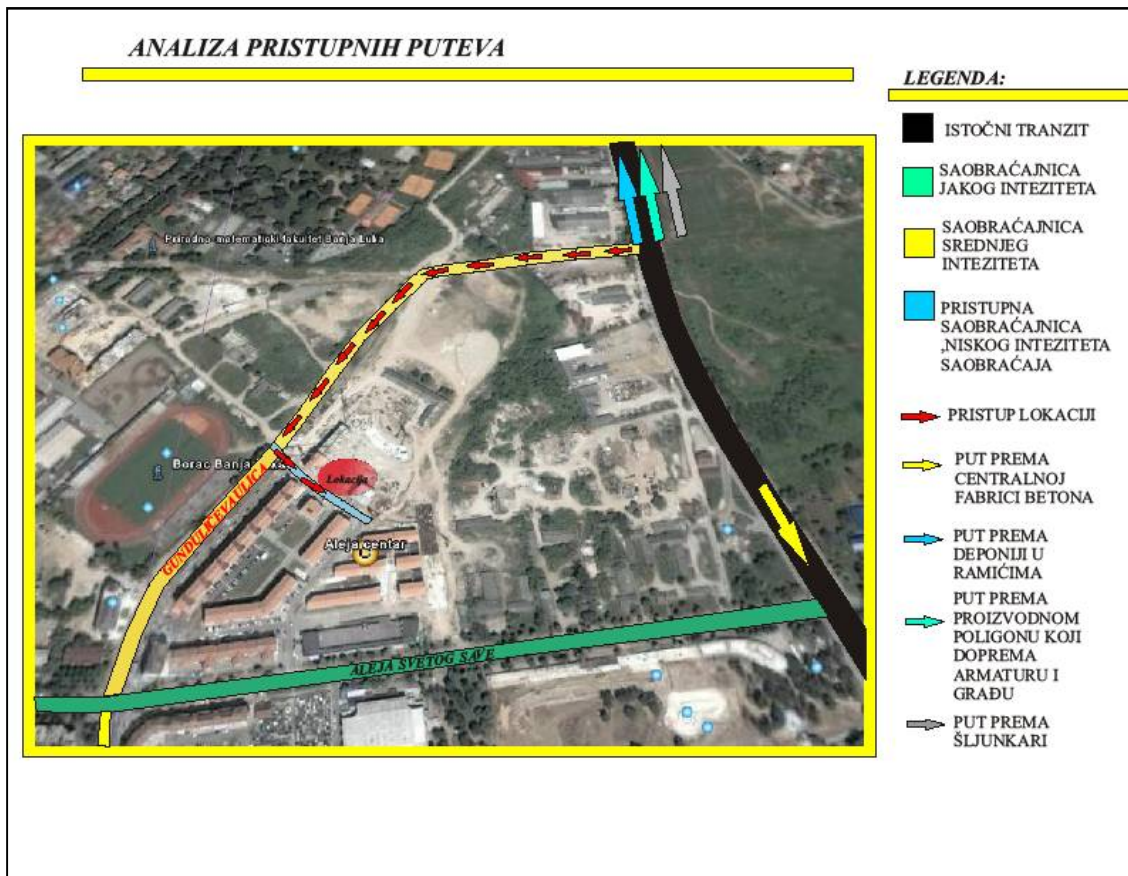 ANALIZA PRISTUPNIH PUTEVA
LEGENDA:
ISTOČNI TRANZIT
SAOBRAĆAJNICA
JAKOG INTEZITETA
SAOBRAĆAJNICA
SREDNJEG
INTEZITETA
PRISTUPNA
SAOBRAĆAJNICA
,NISKOG INTEZITETA
SAOBRAĆAJA
PRISTUP LOKACIJI
PUT PREMA
CENTRALNOJ
FABRICI BETONA
PUT PREMA
DEPONIJI U
RAMIĆIMA
PUT PREMA
PROIZVODNOM
POLIGONU KOJI
DOPREMA
ARMATURU I
GRAĐU
PUT PREMA
ŠLJUNKARI
Prirodno-matematicki fakultet Banja Luka
Borac Banja
Lokacija
GUNDULIĆEVA ULICA
Aleja centar
ALEJA SVETOG SAVE